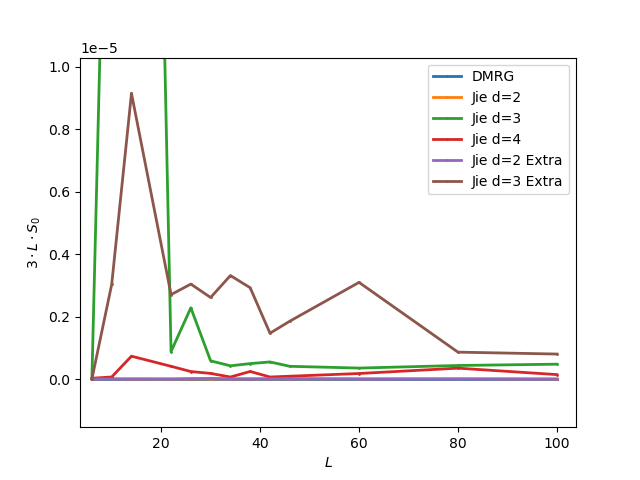 1e−5
1.0
0.8
0.6
0.4
0.2
0.0
3 · L · S₀
20
40
60
80
100
L
DMRG
Jie d=2
Jie d=3
Jie d=4
Jie d=2 Extra
Jie d=3 Extra